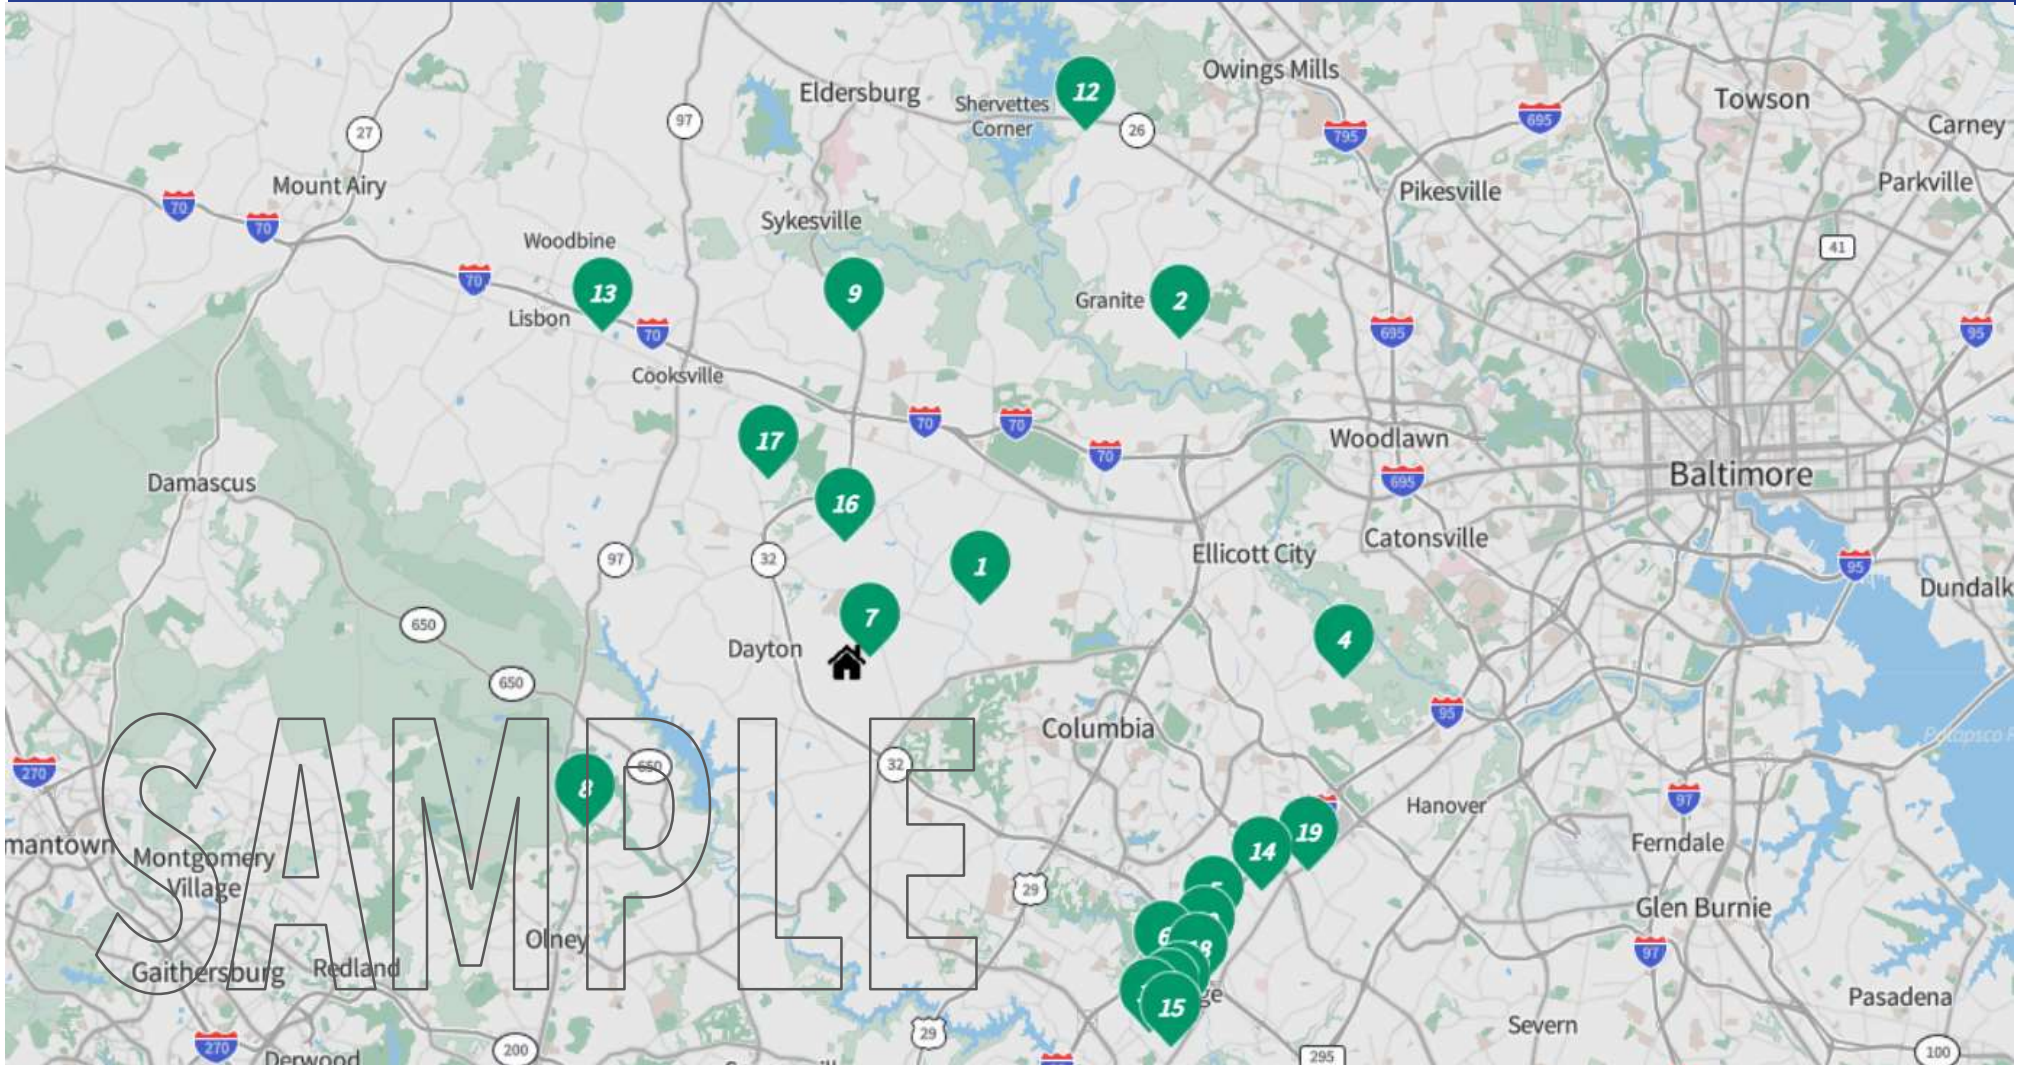 Owings Mills
Eldersburg
12
Towson
Shervettes
Corner
97
27
26
795
695
Carney
Mount Airy
Pikesville
Parkville
70
70
Sykesville
Woodbine
41
70
13
9
Granite
2
Lisbon
70
695
95
Cooksville
70
70
70
17
Woodlawn
Damascus
695
Baltimore
16
97
32
1
Ellicott City
Catonsville
95
Dundalk
650
7
4
Dayton
650
95
Columbia
SAMPLE
270
650
32
8
97
Hanover
19
14
mantown
Montgomery
Village
Ferndale
29
Glen Burnie
Olney
6
18
97
Gaithersburg
Redland
15
Pasadena
Severn
29
270
200
Derwood
295
100